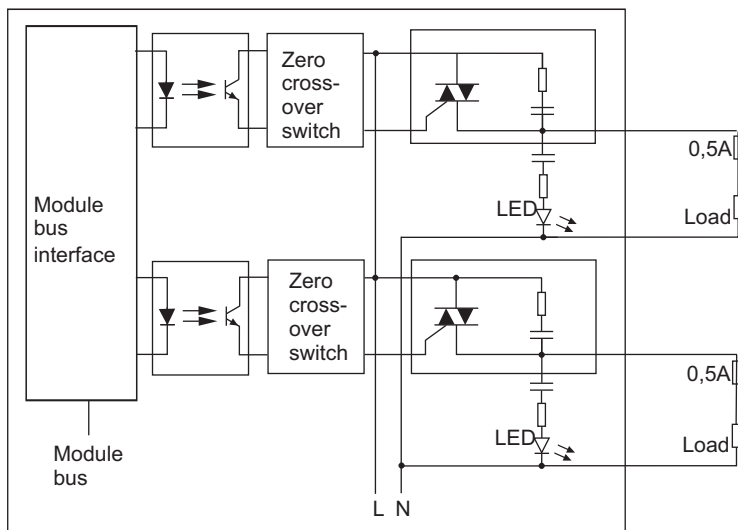 Zero
cross-
over
switch
0,5A
Module
bus
interface
LED
Load
Zero
cross-
over
switch
0,5A
LED
Load
Module
bus
L N